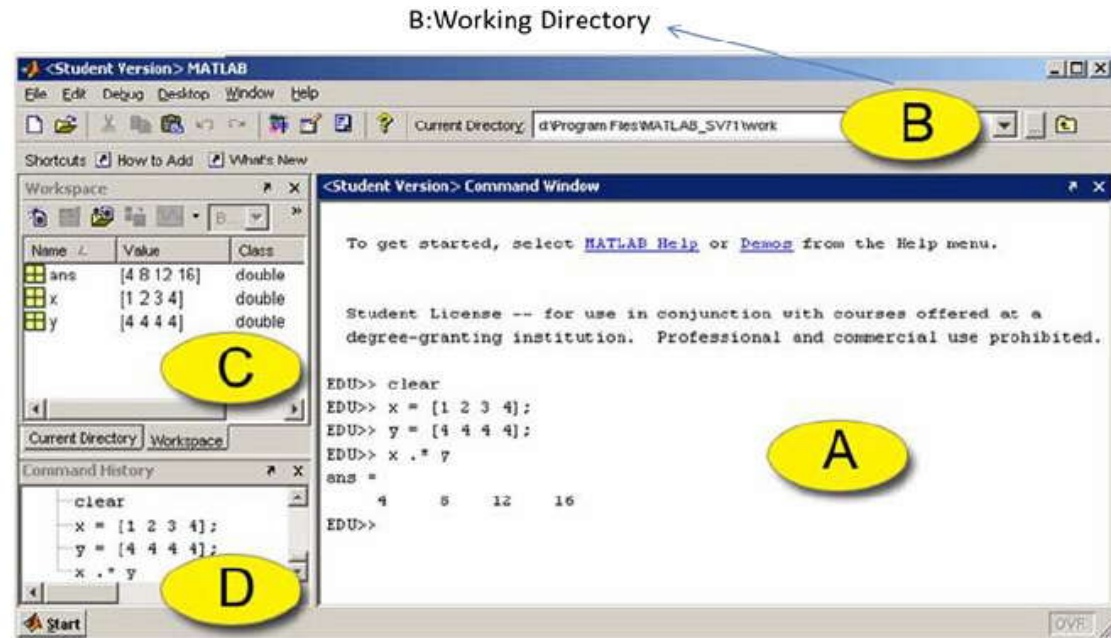 B:Working Directory
<Student Version> MATLAB
File Edit Debug Desktop Window Help
Current Directory: d:\Program Files\MATLAB_SV71\work
B
Shortcuts How to Add What's New
Workspace
B...
Name Value Class
ans [4 8 12 16] double
x [1 2 3 4] double
y [4 4 4 4] double
C
Current Directory Workspace
Command History
clear
x = [1 2 3 4];
y = [4 4 4 4];
x .* y
D
<Student Version> Command Window
To get started, select MATLAB Help or Demos from the Help menu.
Student License -- for use in conjunction with courses offered at a
degree-granting institution. Professional and commercial use prohibited.
EDU>> clear
EDU>> x = [1 2 3 4];
EDU>> y = [4 4 4 4];
EDU>> x .* y
ans =
4 8 12 16
EDU>>
A
Start
OVR